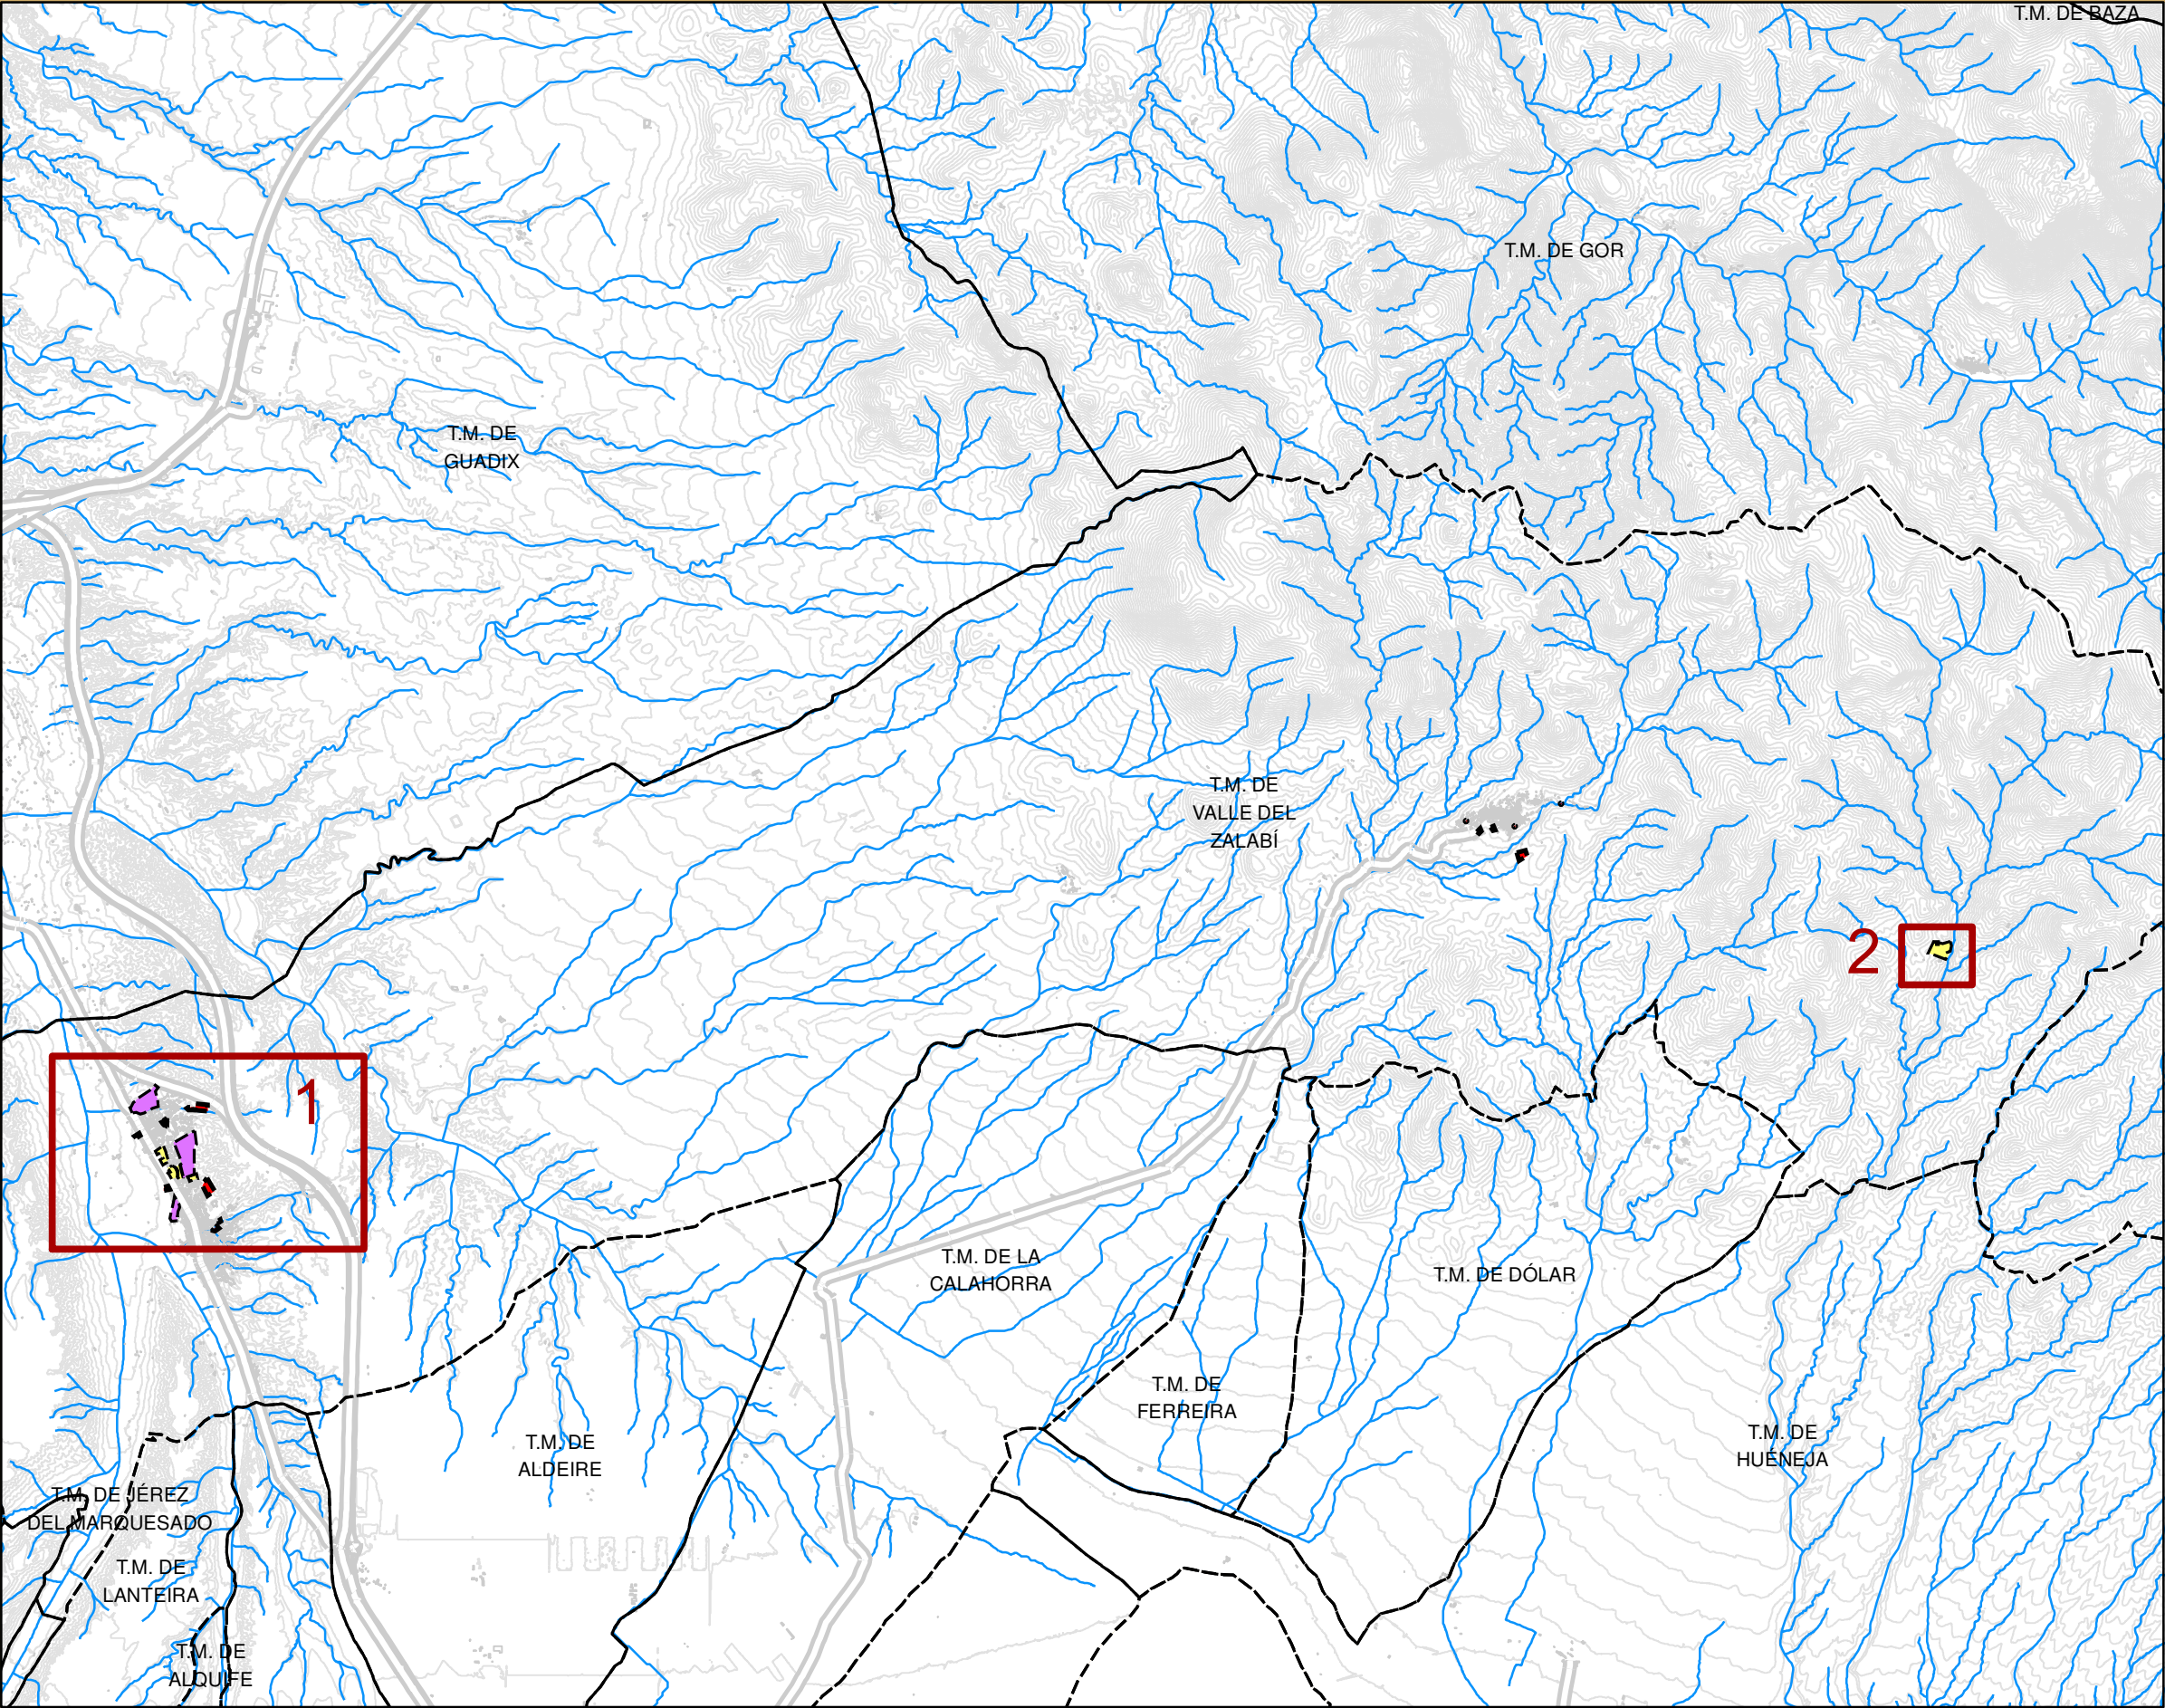 T.M. DE BAZA
T.M. DE GOR
T.M. DE
GUADIX
T.M. DE
VALLE DEL
ZALABÍ
2
1
T.M. DE LA
CALAHORRA
T.M. DE DÓLAR
T.M. DE
FERREIRA
T.M. DE
HUENEJA
T.M. DE
ALDEIRE
T.M. DE JÉREZ
DEL MARQUESADO
T.M. DE
LANTEIRA
T.M. DE
ALQUIFE